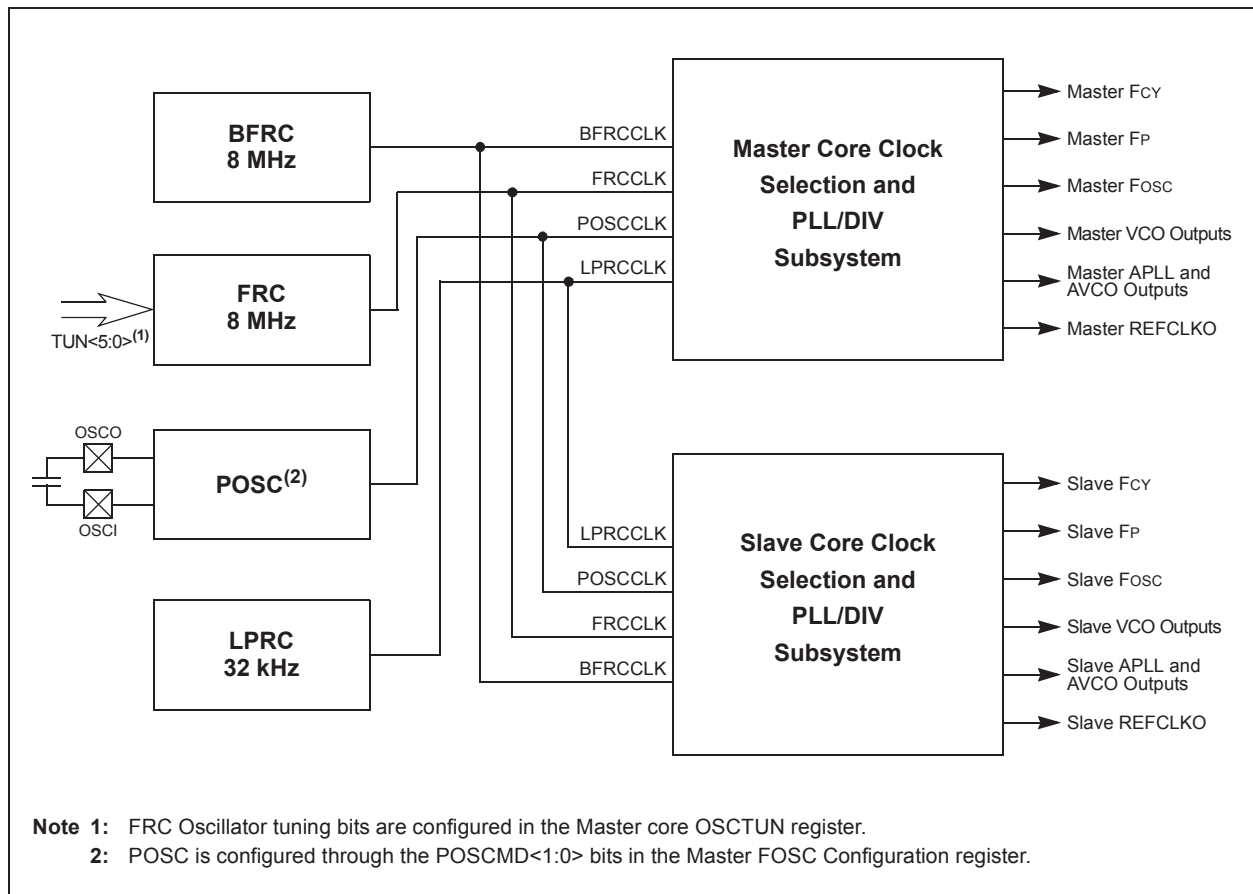 BFRC
8 MHz
FRC
8 MHz
TUN<5:0>(1)
OSCO
OSCI
POSC(2)
LPRC
32 kHz
BFRCCLK
FRCCLK
POSCCLK
LPRCCLK
Master Core Clock
Selection and
PLL/DIV
Subsystem
Master FCY
Master FP
Master FOSC
Master VCO Outputs
Master APLL and
AVCO Outputs
Master REFCLKO
LPRCCLK
POSCCLK
FRCCLK
BFRCCLK
Slave Core Clock
Selection and
PLL/DIV
Subsystem
Slave FCY
Slave FP
Slave FOSC
Slave VCO Outputs
Slave APLL and
AVCO Outputs
Slave REFCLKO
Note 1: FRC Oscillator tuning bits are configured in the Master core OSCTUN register.
2: POSC is configured through the POSCMD<1:0> bits in the Master FOSC Configuration register.